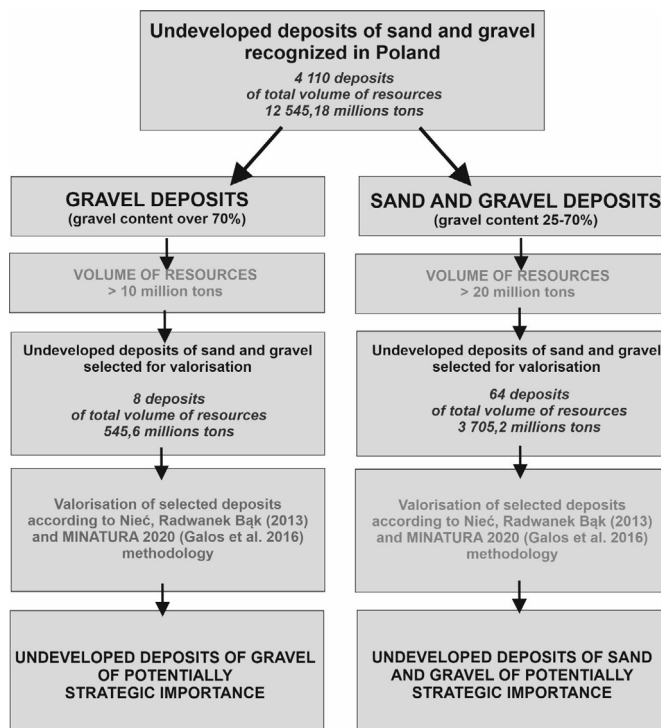 Undeveloped deposits of sand and gravel
recognized in Poland
4 110 deposits
of total volume of resources
12 545,18 millions tons
GRAVEL DEPOSITS
(gravel content over 70%)
SAND AND GRAVEL DEPOSITS
(gravel content 25-70%)
VOLUME OF RESOURCES
> 10 million tons
VOLUME OF RESOURCES
> 20 million tons
Undeveloped deposits of sand and gravel
selected for valorisation
8 deposits
of total volume of resources
545,6 millions tons
Undeveloped deposits of sand and gravel
selected for valorisation
64 deposits
of total volume of resources
3 705,2 millions tons
Valorisation of selected deposits
according to Nieć, Radwanek Bąk (2013)
and MINATURA 2020 (Galos et al. 2016)
methodology
Valorisation of selected deposits
according to Nieć, Radwanek Bąk (2013)
and MINATURA 2020 (Galos et al. 2016)
methodology
UNDEVELOPED DEPOSITS OF GRAVEL
OF POTENTIALLY
STRATEGIC IMPORTANCE
UNDEVELOPED DEPOSITS OF SAND
AND GRAVEL OF POTENTIALLY
STRATEGIC IMPORTANCE